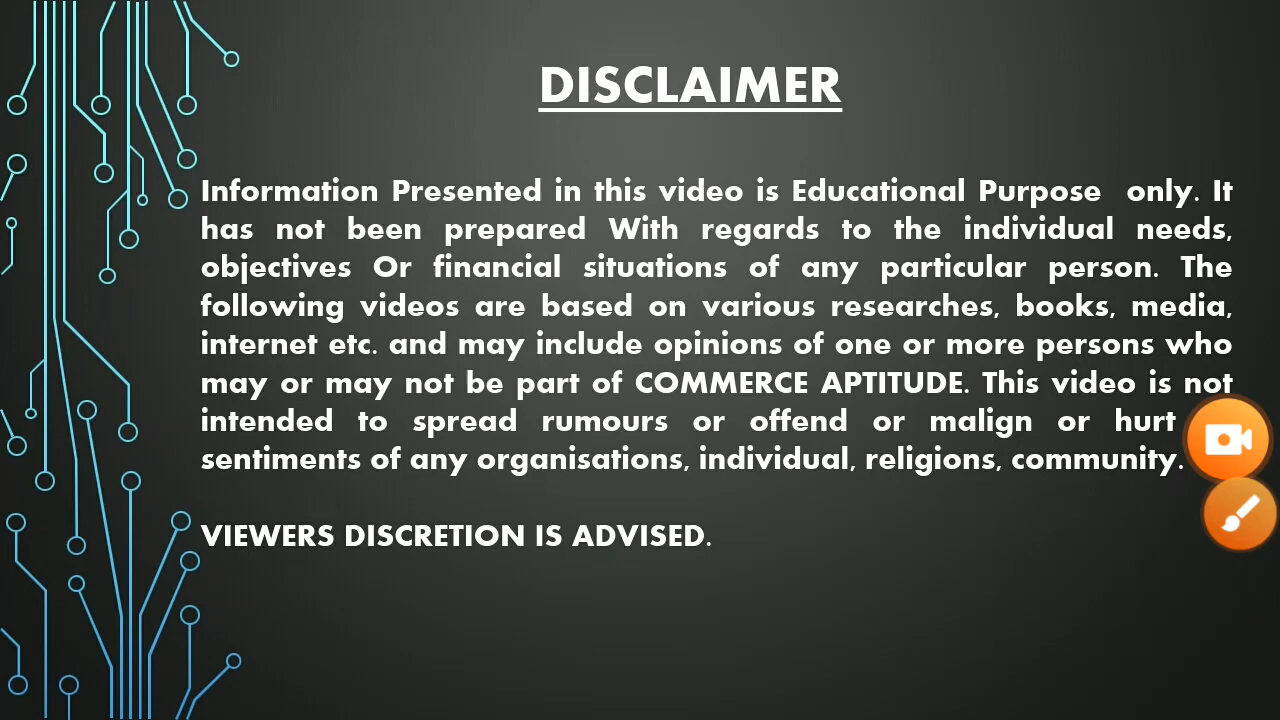 DISCLAIMER
Information Presented in this video is Educational Purpose only. It
has not been prepared With regards to the individual needs,
objectives Or financial situations of any particular person. The
following videos are based on various researches, books, media,
internet etc. and may include opinions of one or more persons who
may or may not be part of COMMERCE APTITUDE. This video is not
intended to spread rumours or offend or malign or hurt
sentiments of any organisations, individual, religions, community.
VIEWERS DISCRETION IS ADVISED.